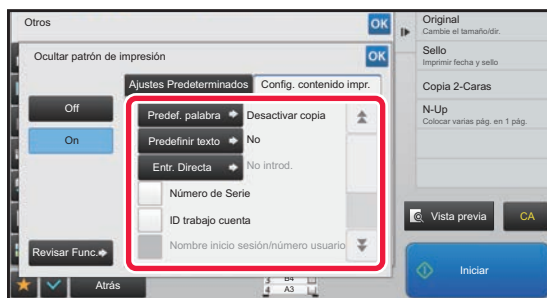 Otros
OK
Ocultar patrón de impresión
OK
Ajustes Predeterminados
Config. contenido impr.
Off
On
Predef. palabra
Desactivar copia
Predefinir texto
No
Entr. Directa
No introd.
Número de Serie
ID trabajo cuenta
Nombre inicio sesión/número usuario
Revisar Func.
Atrás
B4
A3
Original
Cambie el tamaño/dir.
Sello
Imprimir fecha y sello
Copia 2-Caras
N-Up
Colocar varias pág. en 1 pág.
Vista previa
CA
Iniciar